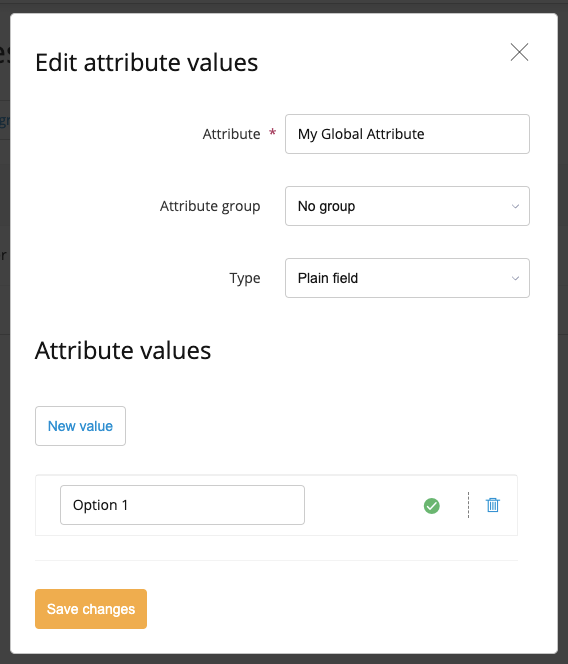 Edit attribute values
Attribute *
My Global Attribute
Attribute group
No group
Type
Plain field
Attribute values
New value
Option 1
Save changes